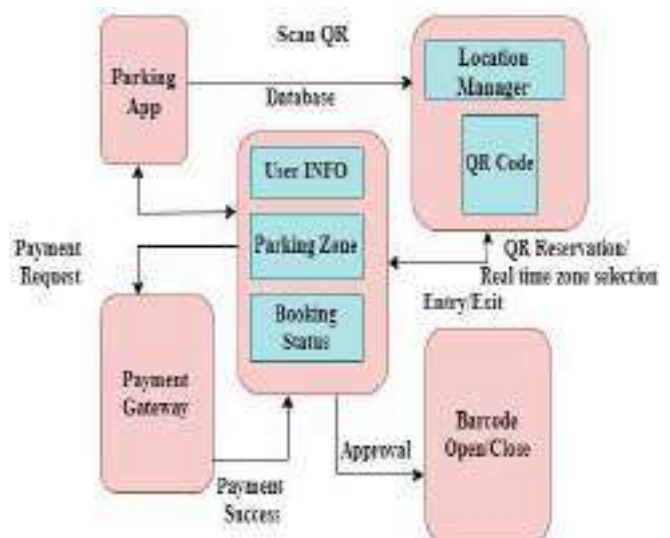 Scan QR
Parking
App
Database
Location
Manager
QR Code
User INFO
Parking Zone
Booking
Status
Payment
Request
QR Reservation/
Real time zone selection
Entry/Exit
Payment
Gateway
Payment
Success
Approval
Barcode
Open/Close